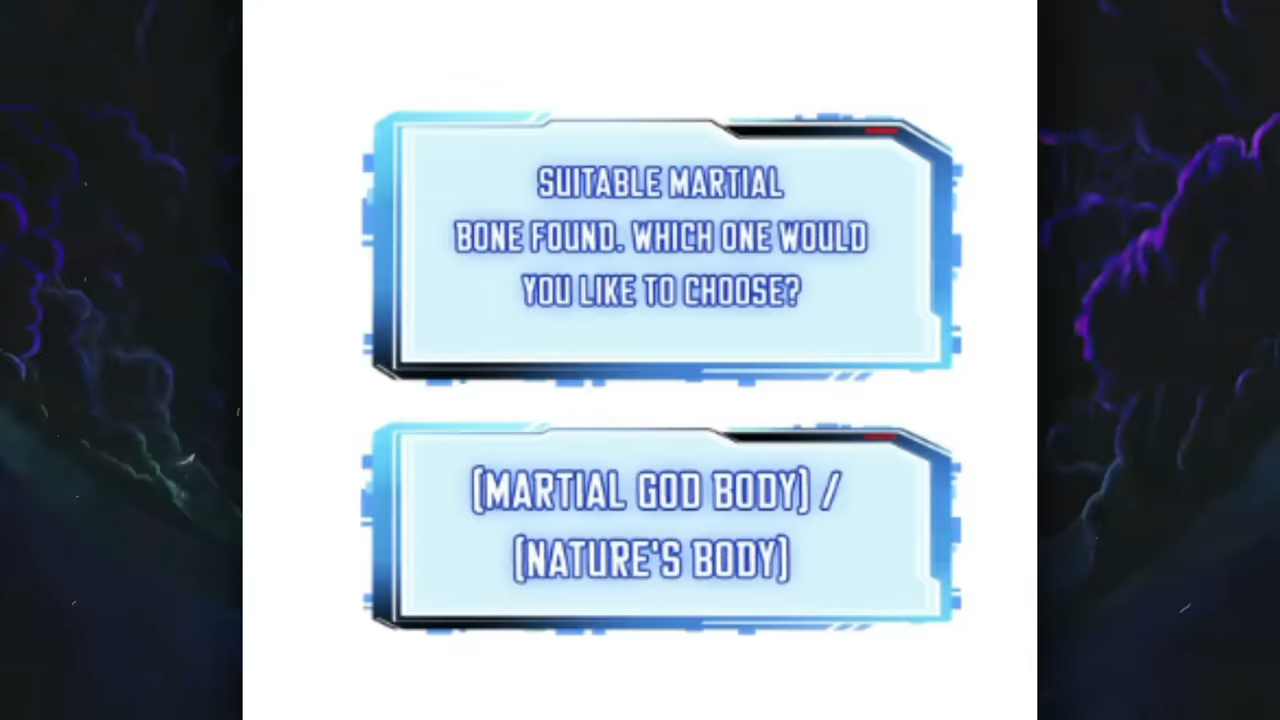 SUITABLE MARTIAL
BONE FOUND. WHICH ONE WOULD
YOU LIKE TO CHOOSE?
[MARTIAL GOD BODY] /
[NATURE'S BODY]